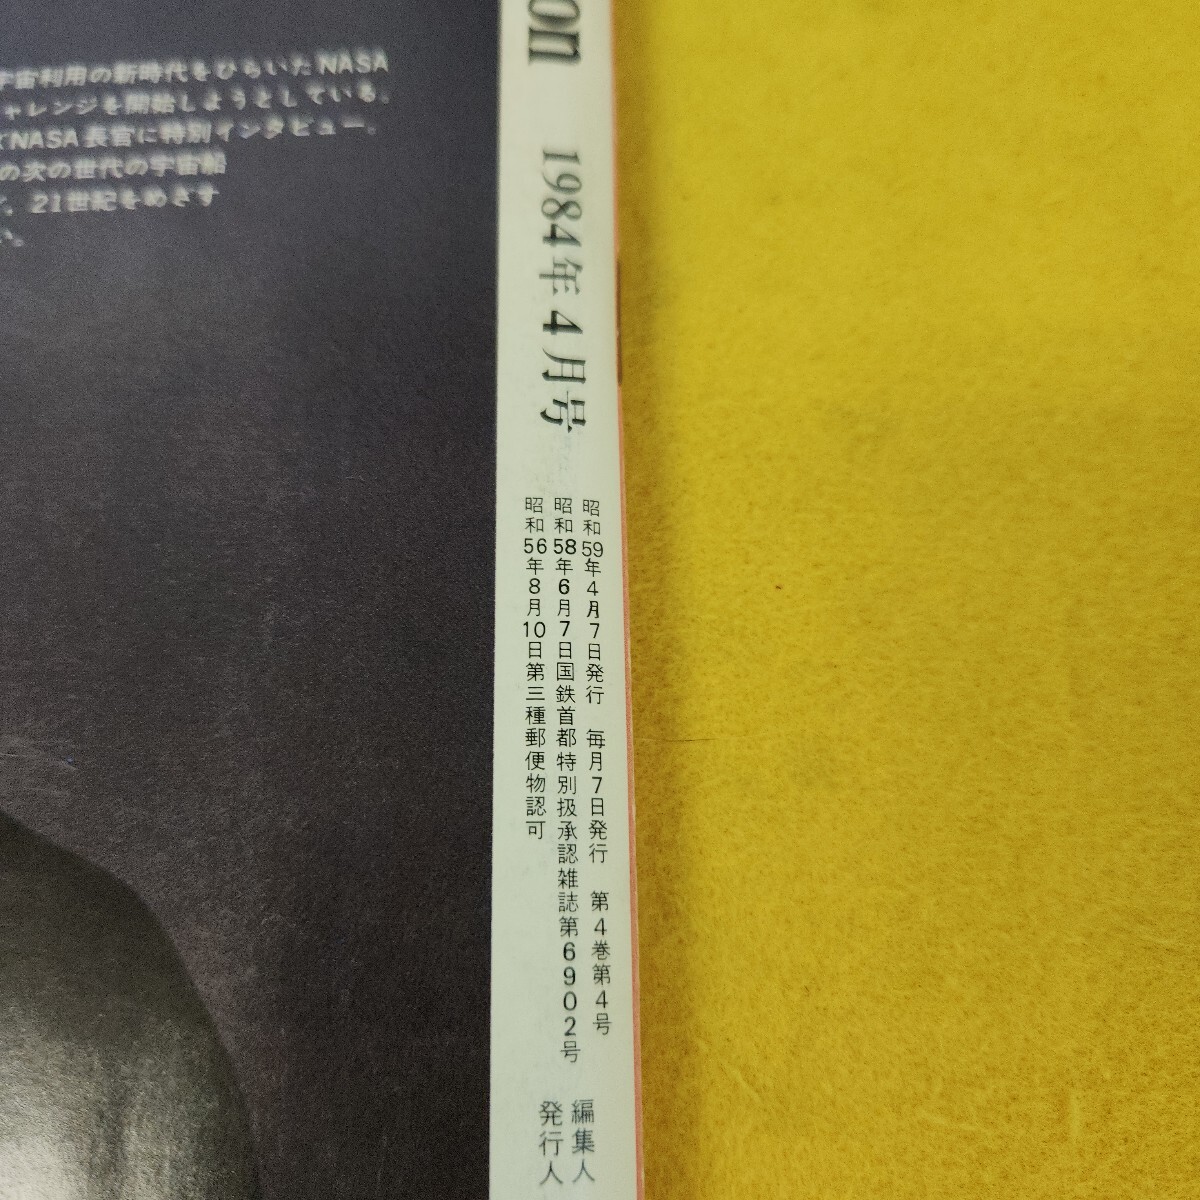 宇宙利用の新時代をひらいたNASA
ャレンジを開始しようとしている。
NASA長官に特別インタビュー。
の次の世代の宇宙船
、21世紀をめざす
い。
on
1984年4月号
昭和59年4月7日発行 毎月7日発行 第4巻第4号
昭和58年6月7日国鉄首都特別扱承認雑誌第6902号
昭和56年8月10日第三種郵便物認可
編集人
発行人